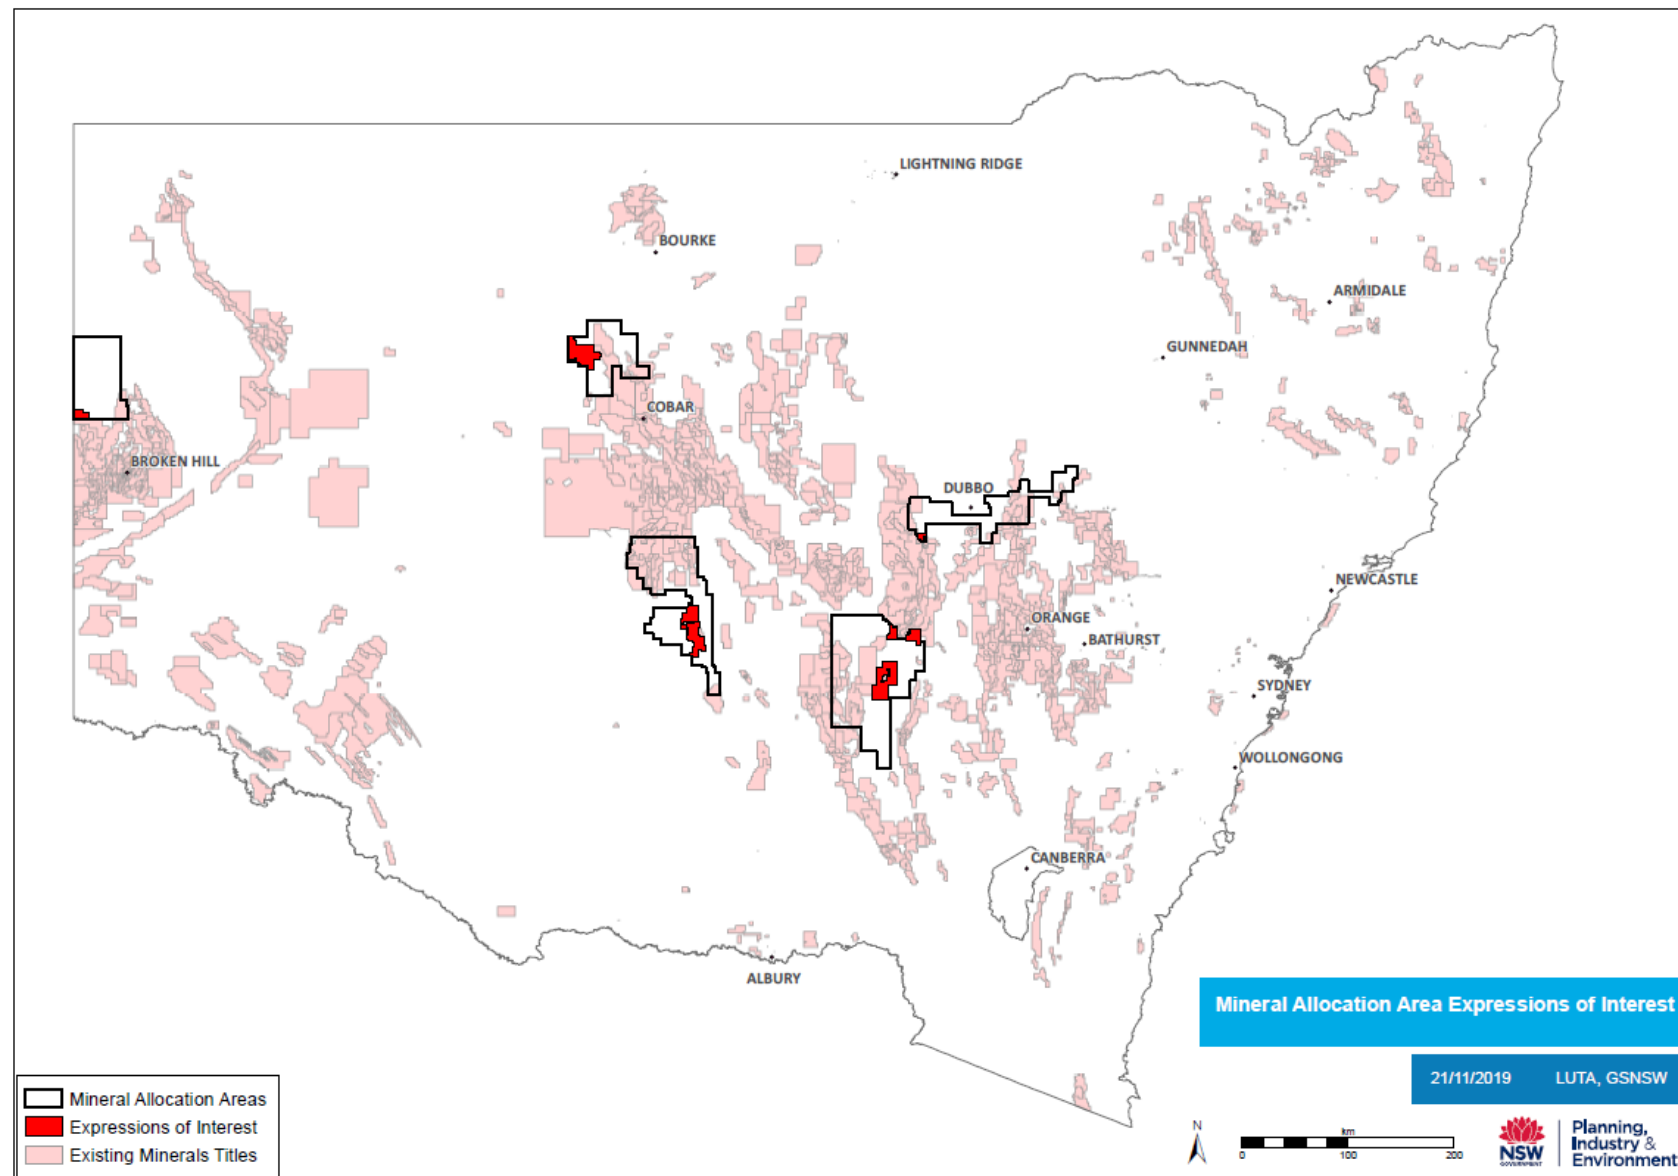 LIGHTNING RIDGE
BOURKE
ARMIDALE
GUNNEDAH
COBAR
BROKEN HILL
DUBBO
NEWCASTLE
ORANGE
BATHURST
SYDNEY
WOLLONGONG
CANBERRA
ALBURY
Mineral Allocation Area Expressions of Interest
21/11/2019 LUTA, GSNSW
Mineral Allocation Areas
Expressions of Interest
Existing Minerals Titles
N
km
0 100 200
NSW
GOVERNMENT
Planning,
Industry &
Environment